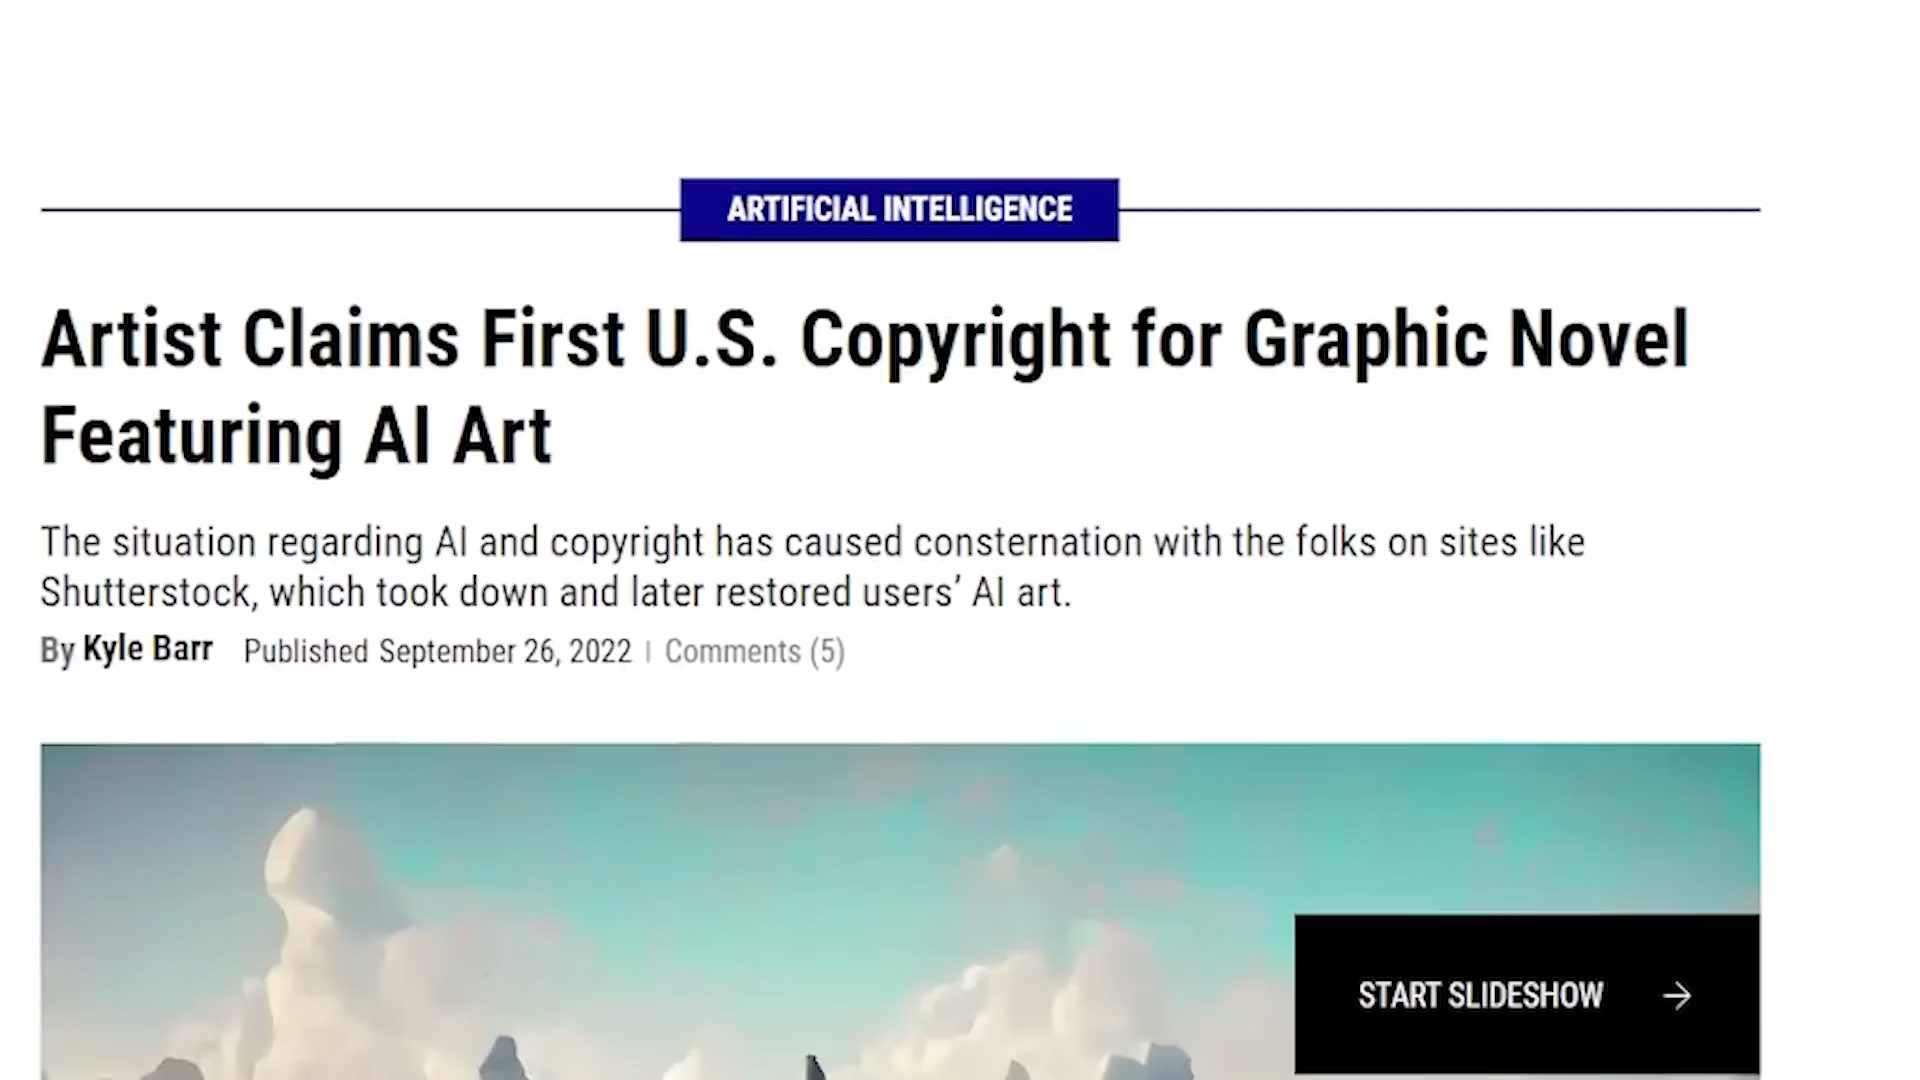 ARTIFICIAL INTELLIGENCE
Artist Claims First U.S. Copyright for Graphic Novel
Featuring AI Art
The situation regarding AI and copyright has caused consternation with the folks on sites like
Shutterstock, which took down and later restored users’ AI art.
By Kyle Barr Published September 26, 2022 | Comments (5)
START SLIDESHOW →